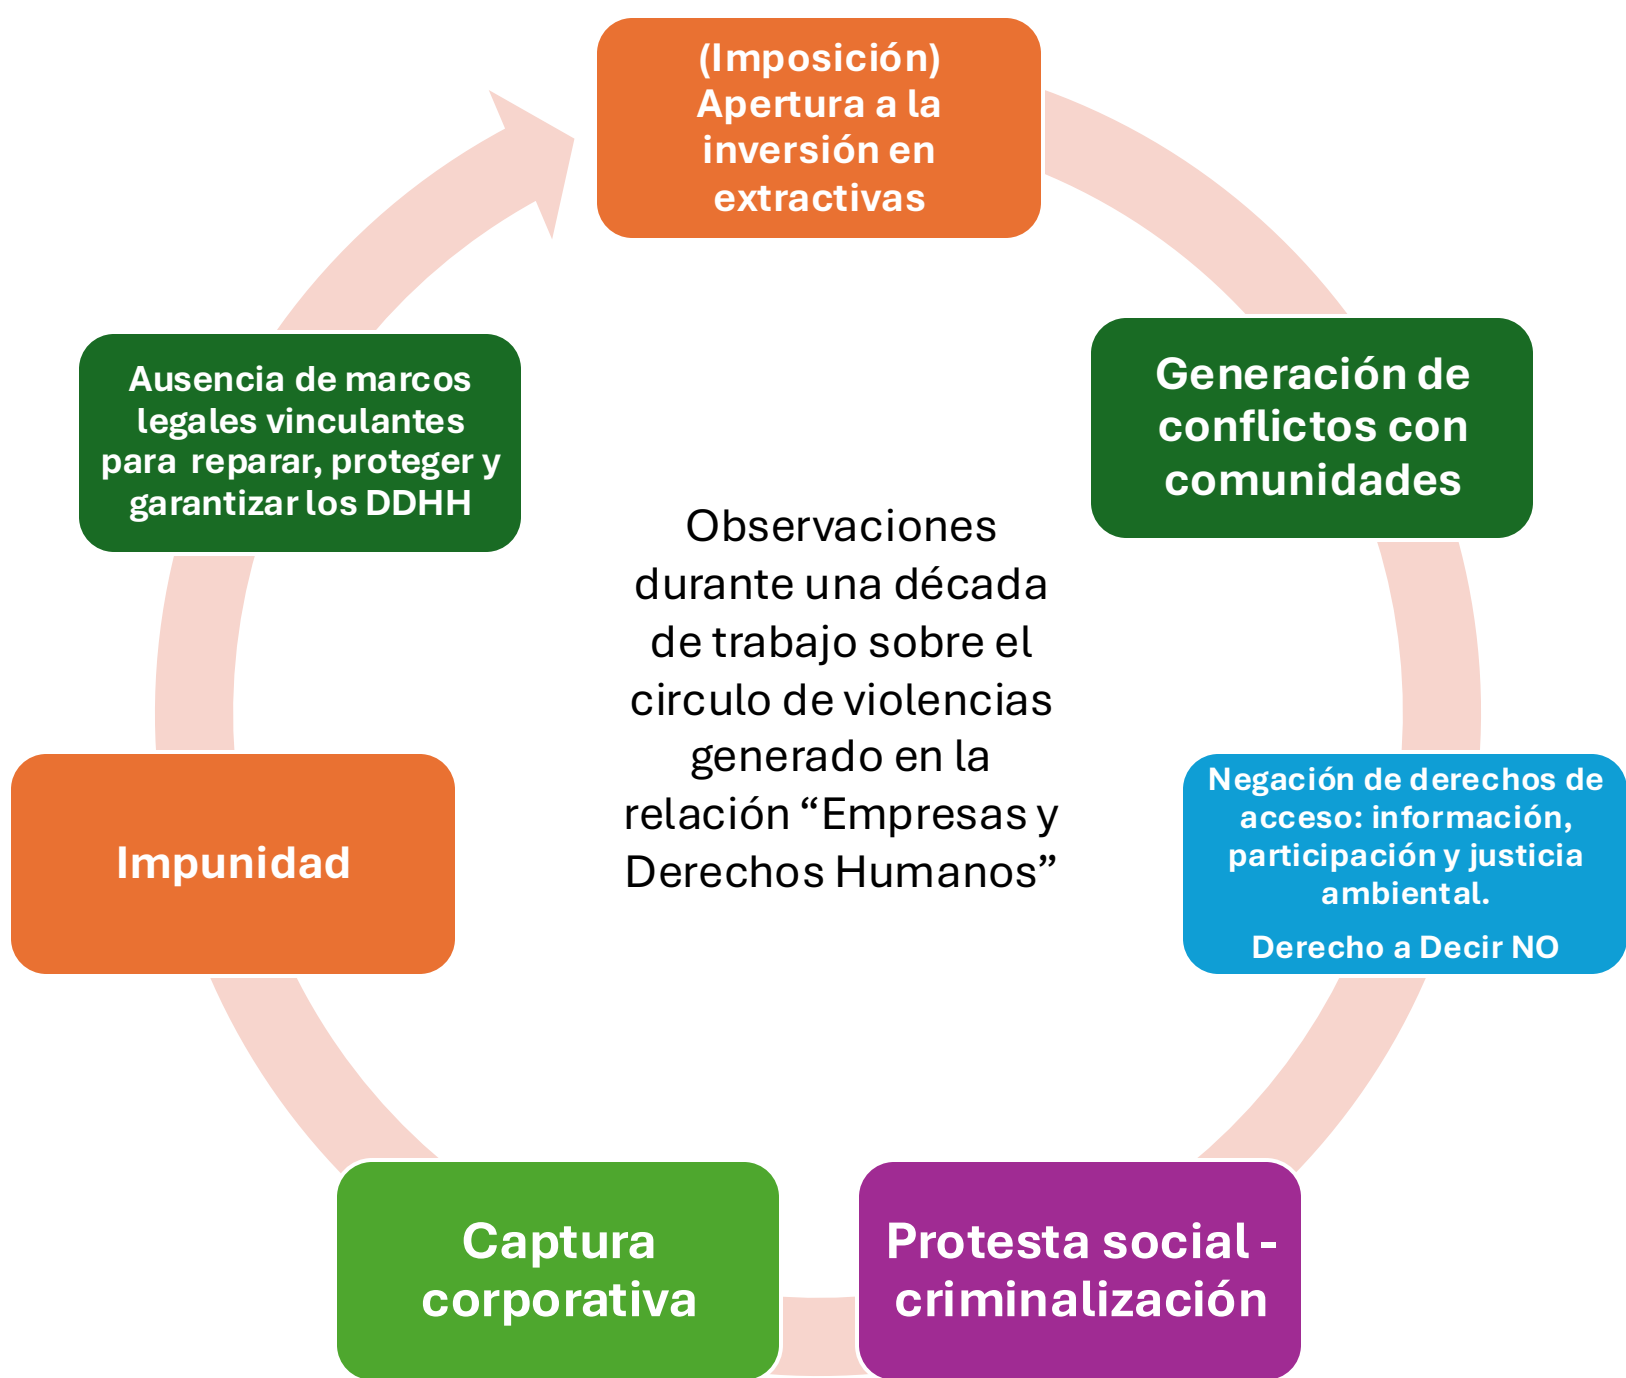 (Imposición)
Apertura a la
inversión en
extractivas
Generación de
conflictos con
comunidades
Negación de derechos de
acceso: información,
participación y justicia
ambiental.
Derecho a Decir NO
Protesta social -
criminalización
Captura
corporativa
Impunidad
Ausencia de marcos
legales vinculantes
para reparar, proteger y
garantizar los DDHH
Observaciones
durante una década
de trabajo sobre el
circulo de violencias
generado en la
relación “Empresas y
Derechos Humanos”